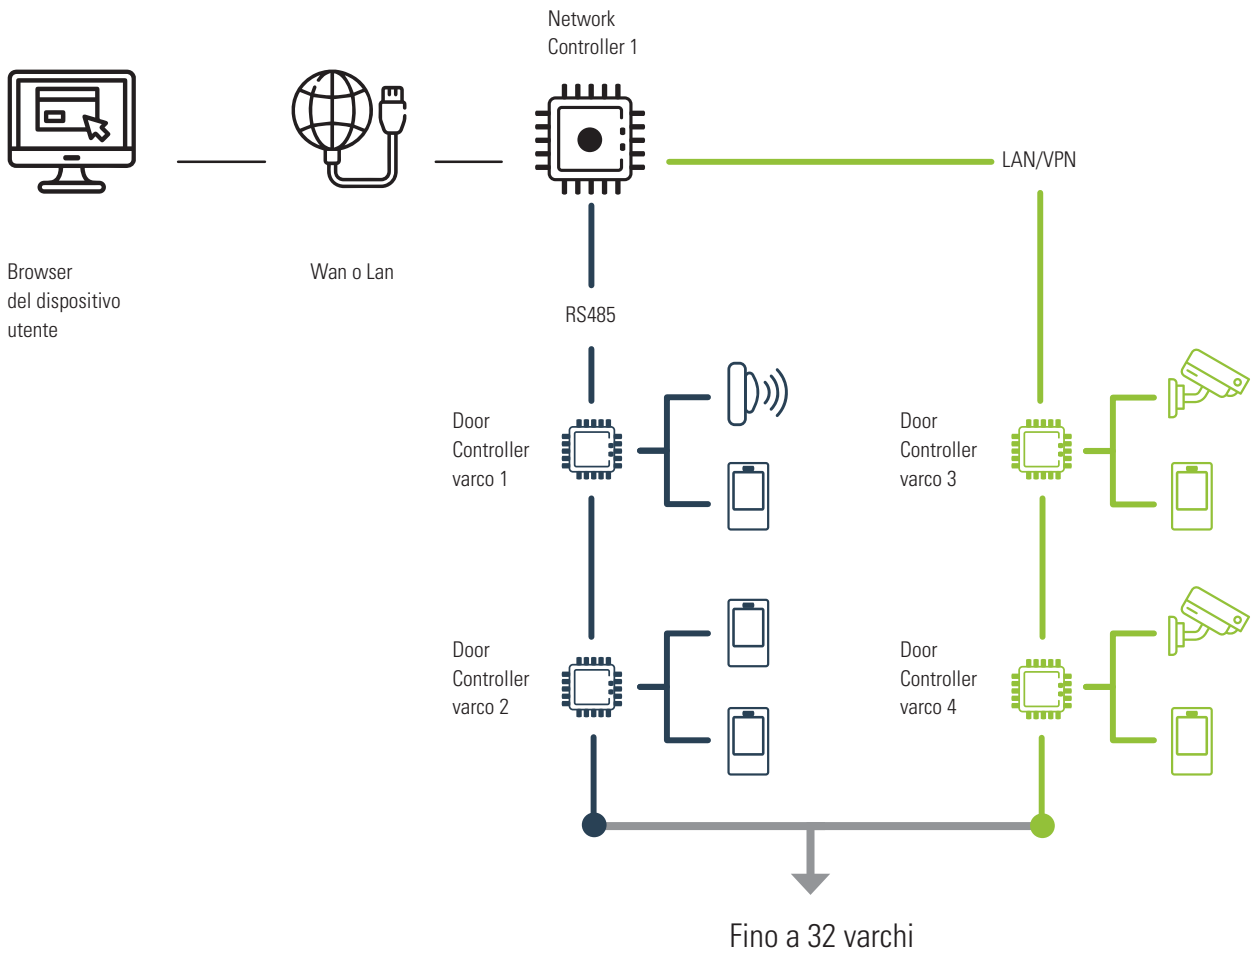 Network
Controller 1
LAN/VPN
Browser
del dispositivo
utente
Wan o Lan
RS485
Door
Controller
varco 1
Door
Controller
varco 3
Door
Controller
varco 2
Door
Controller
varco 4
Fino a 32 varchi